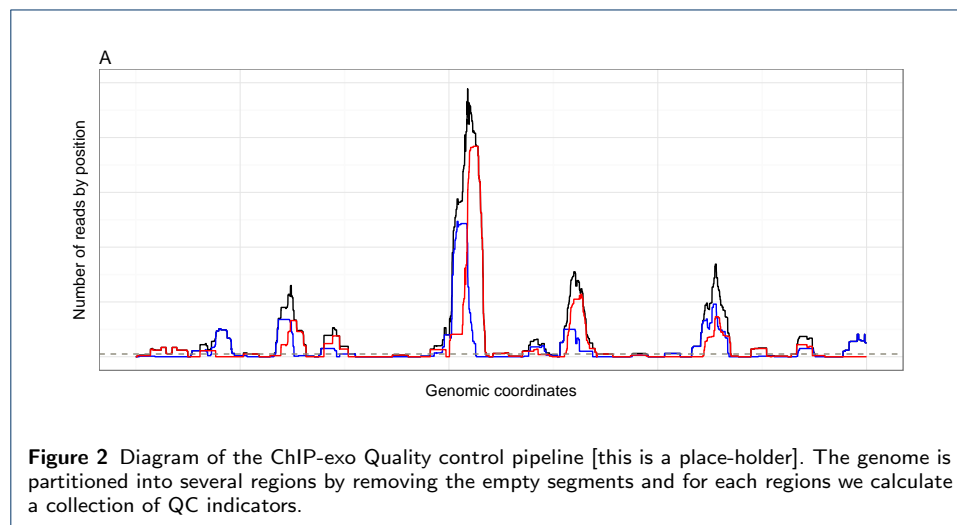 A
Number of reads by position
Genomic coordinates
Figure 2 Diagram of the ChIP-exo Quality control pipeline [this is a place-holder]. The genome is
partitioned into several regions by removing the empty segments and for each regions we calculate
a collection of QC indicators.